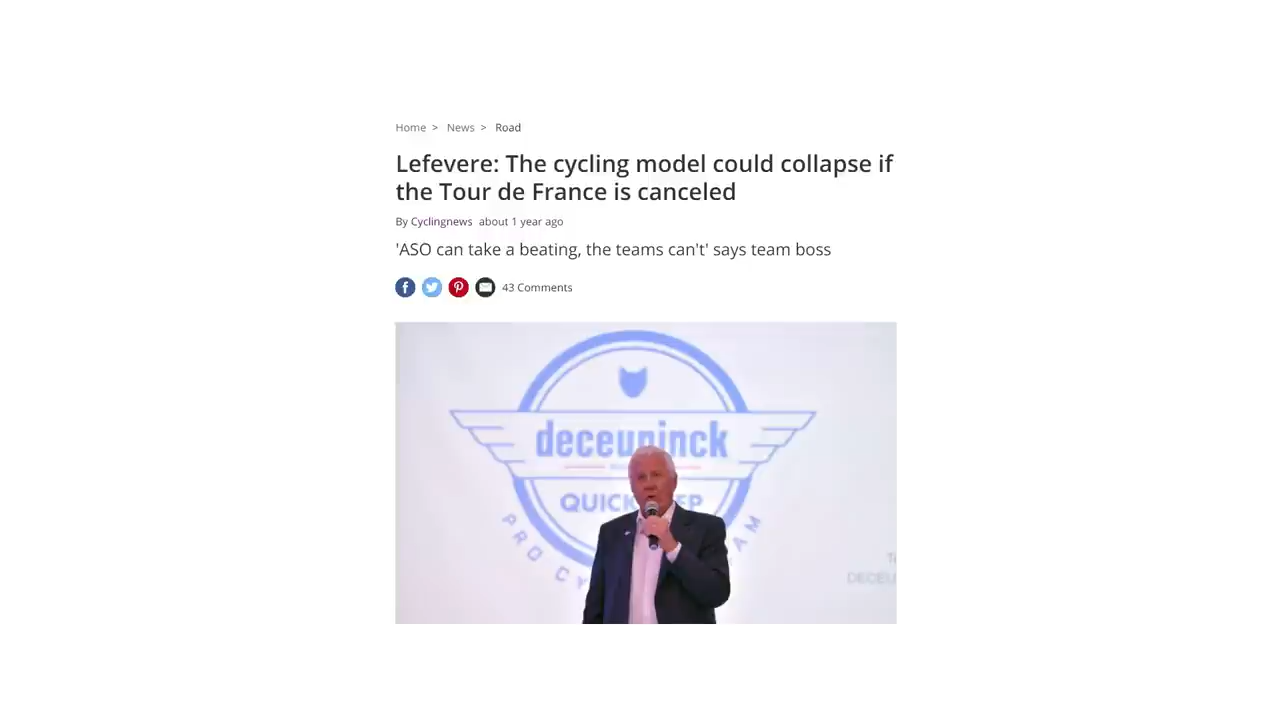 Home > News > Road
Lefevere: The cycling model could collapse if
the Tour de France is canceled
By Cyclingnews about 1 year ago
'ASO can take a beating, the teams can't' says team boss
43 Comments
deceuninck
QUICK
PRO CY